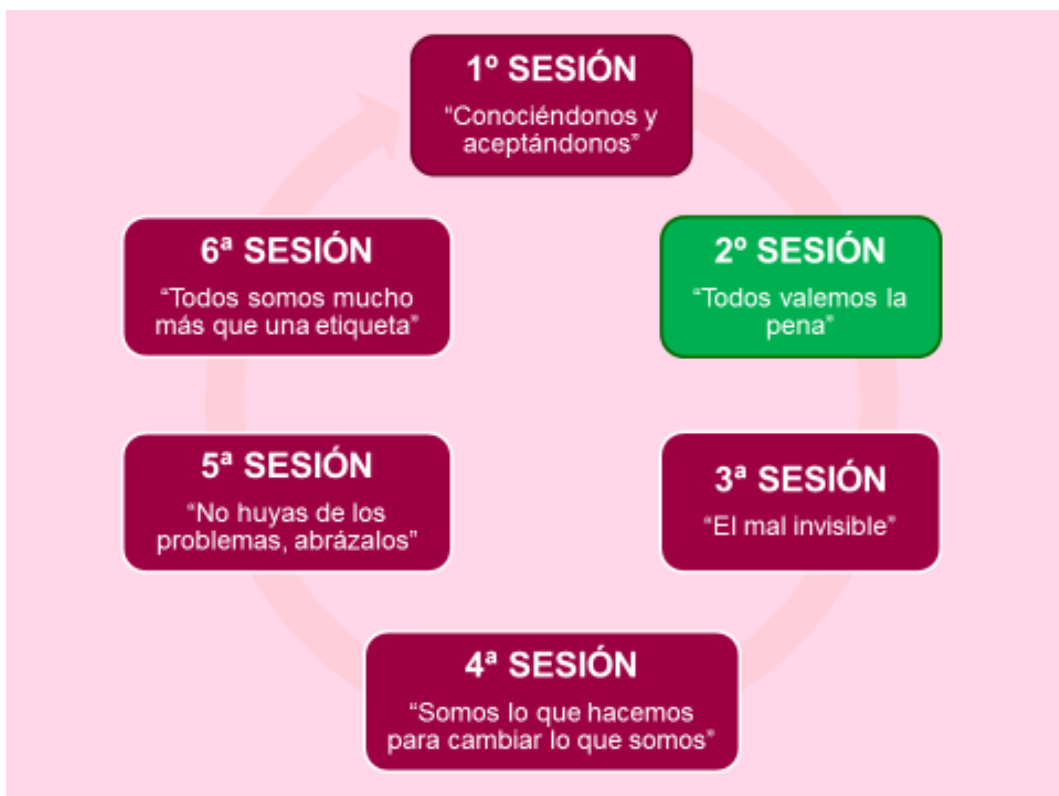 1º SESIÓN
“Conociéndonos y
aceptándonos”
2º SESIÓN
“Todos valemos la
pena”
3ª SESIÓN
“El mal invisible”
4ª SESIÓN
“Somos lo que hacemos
para cambiar lo que somos”
5ª SESIÓN
“No huyas de los
problemas, abrázalos”
6ª SESIÓN
“Todos somos mucho
más que una etiqueta”